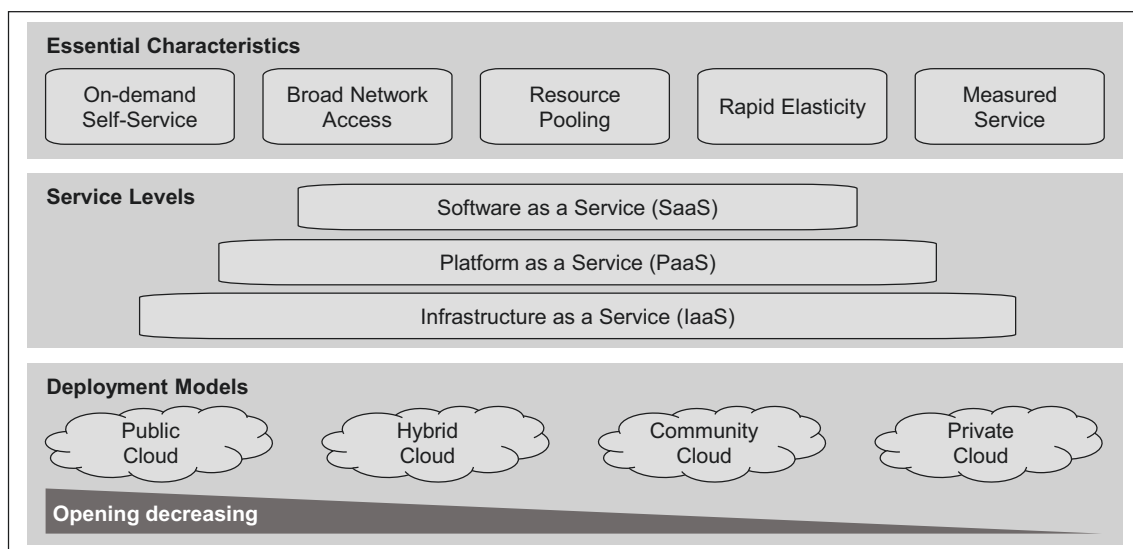 Essential Characteristics
On-demand
Self-Service
Broad Network
Access
Resource
Pooling
Rapid Elasticity
Measured
Service
Service Levels
Software as a Service (SaaS)
Platform as a Service (PaaS)
Infrastructure as a Service (IaaS)
Deployment Models
Public
Cloud
Hybrid
Cloud
Community
Cloud
Private
Cloud
Opening decreasing